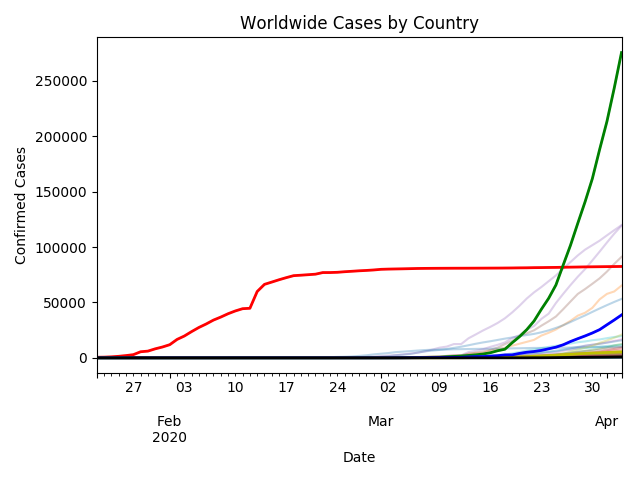 Worldwide Cases by Country
Confirmed Cases
250000
200000
150000
100000
50000
0
27 03 10 17 24 02 09 16 23 30
Feb Mar Apr
2020
Date